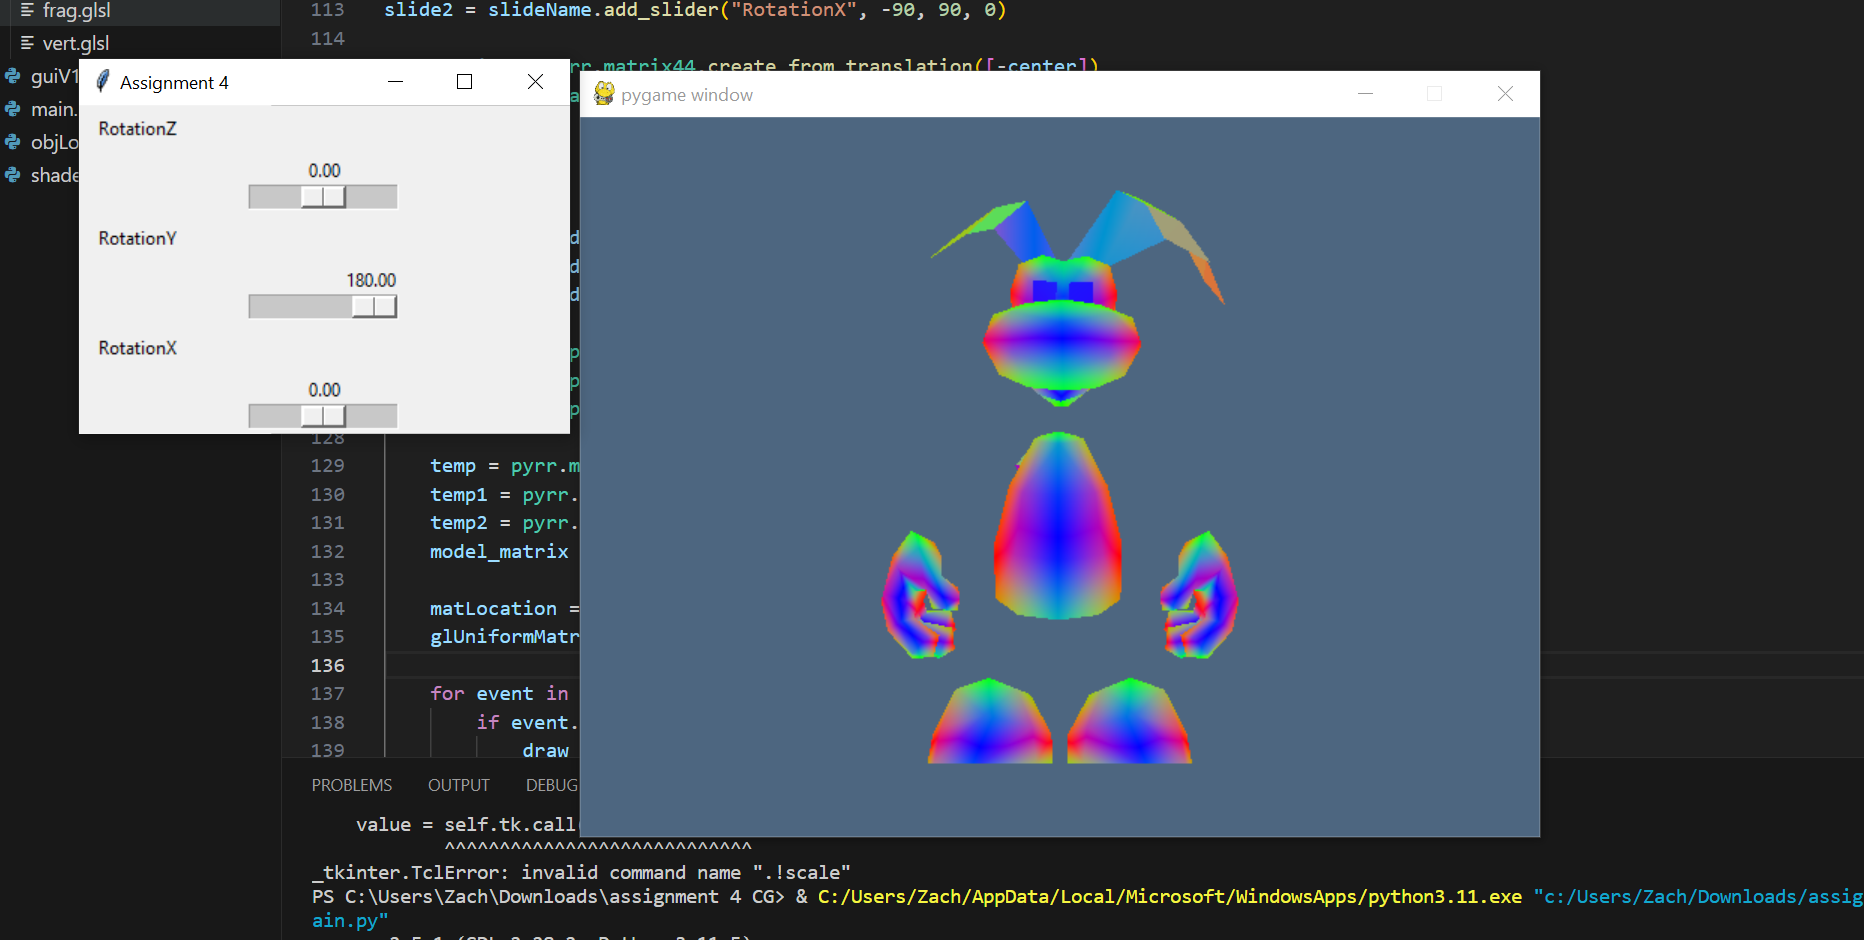 frag.glsl
vert.glsl
guiV1
main.
objLo
shade
113 slide2 = slideName.add_slider("RotationX", -90, 90, 0)
114
rr.matrix44.create_from_translation([-center])
Assignment 4
RotationZ
0.00
RotationY
180.00
RotationX
0.00
pygame window
128
129 temp = pyrr.m
130 temp1 = pyrr.
131 temp2 = pyrr.
132 model_matrix
133
134 matLocation =
135 glUniformMatr
136
137 for event in
138 if event.
139 draw
PROBLEMS OUTPUT DEBUG
value = self.tk.call(
^^^^^^^^^^^^^^^^^^^^^^^^^^^^
_tkinter.TclError: invalid command name ".!scale"
PS C:\Users\Zach\Downloads\assignment 4 CG> & C:/Users/Zach/AppData/Local/Microsoft/WindowsApps/python3.11.exe "c:/Users/Zach/Downloads/assig
ain.py"